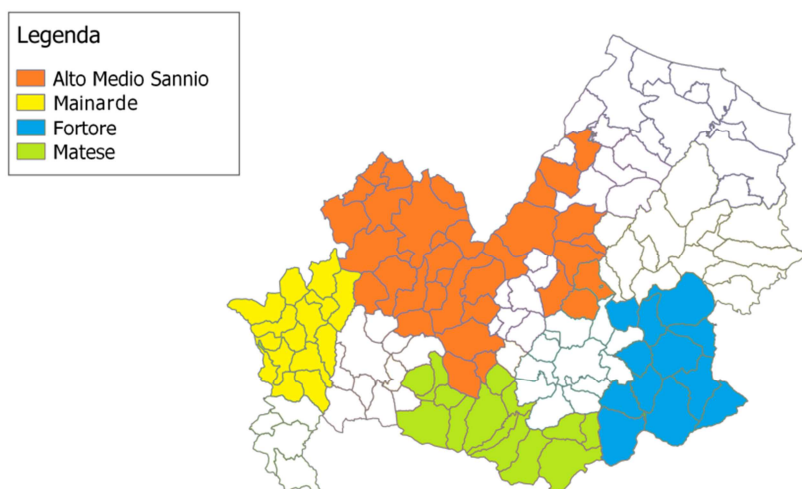 Legenda
Alto Medio Sannio
Mainarde
Fortore
Matese